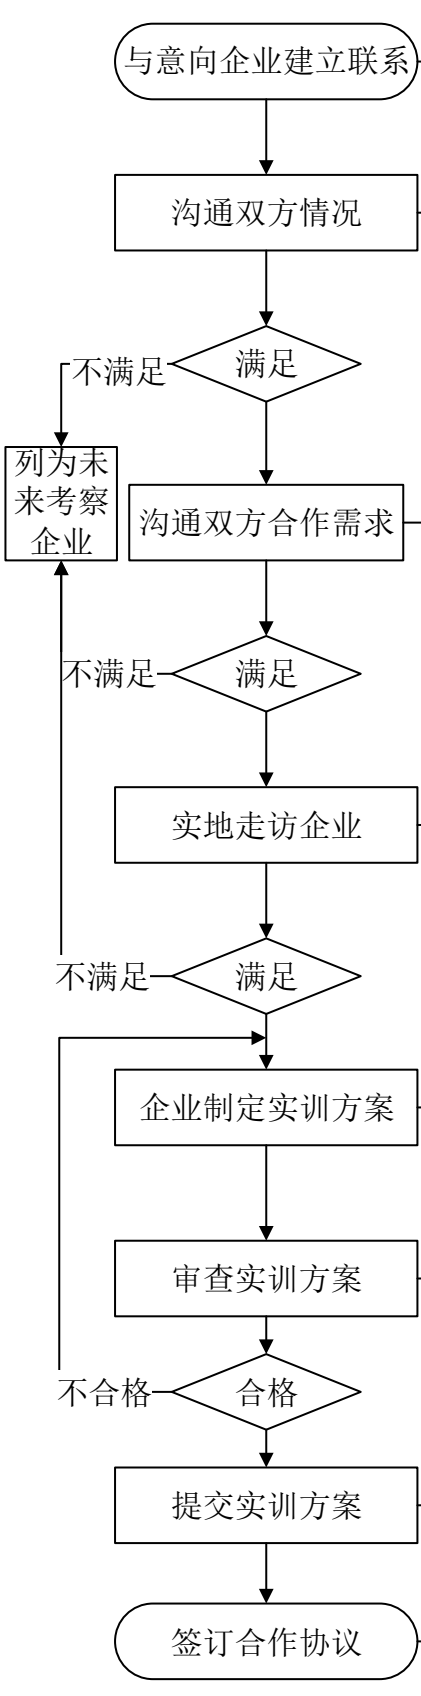 与意向企业建立联系
沟通双方情况
不满足
满足
列为未
来考察
企业
沟通双方合作需求
不满足
满足
实地走访企业
不满足
满足
企业制定实训方案
审查实训方案
不合格
合格
提交实训方案
签订合作协议